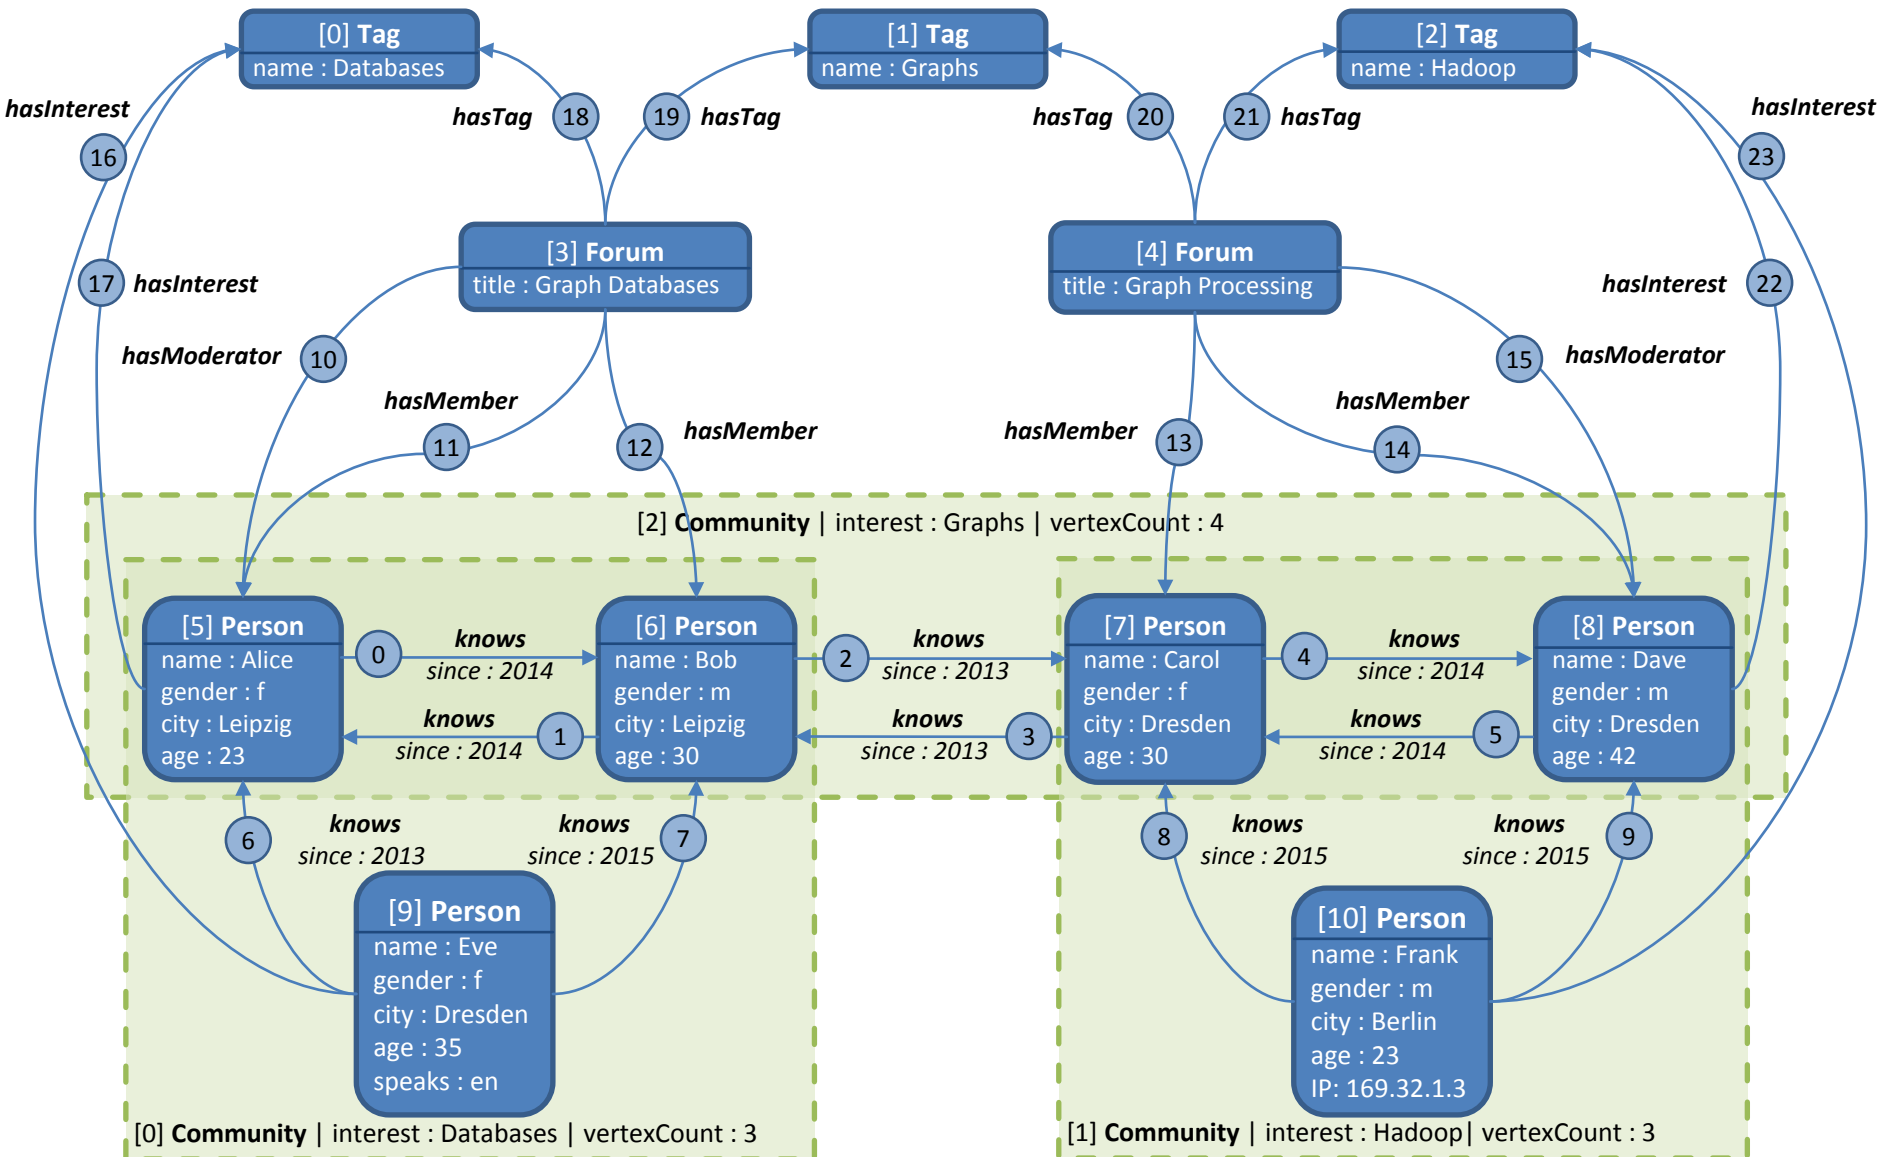 [0] Tag
name : Databases
[1] Tag
name : Graphs
[2] Tag
name : Hadoop
hasInterest
16
hasTag
18
19
hasTag
hasTag
20
21
hasTag
hasInterest
23
[3] Forum
title : Graph Databases
[4] Forum
title : Graph Processing
17
hasInterest
hasInterest
22
hasModerator
10
15
hasModerator
hasMember
11
12
hasMember
hasMember
13
hasMember
14
[2] Community | interest : Graphs | vertexCount : 4
[5] Person
name : Alice
gender : f
city : Leipzig
age : 23
0
knows
since : 2014
knows
since : 2014
1
[6] Person
name : Bob
gender : m
city : Leipzig
age : 30
2
knows
since : 2013
knows
since : 2013
3
[7] Person
name : Carol
gender : f
city : Dresden
age : 30
4
knows
since : 2014
knows
since : 2014
5
[8] Person
name : Dave
gender : m
city : Dresden
age : 42
6
knows
since : 2013
knows
since : 2015
7
8
knows
since : 2015
knows
since : 2015
9
[9] Person
name : Eve
gender : f
city : Dresden
age : 35
speaks : en
[10] Person
name : Frank
gender : m
city : Berlin
age : 23
IP: 169.32.1.3
[0] Community | interest : Databases | vertexCount : 3
[1] Community | interest : Hadoop| vertexCount : 3